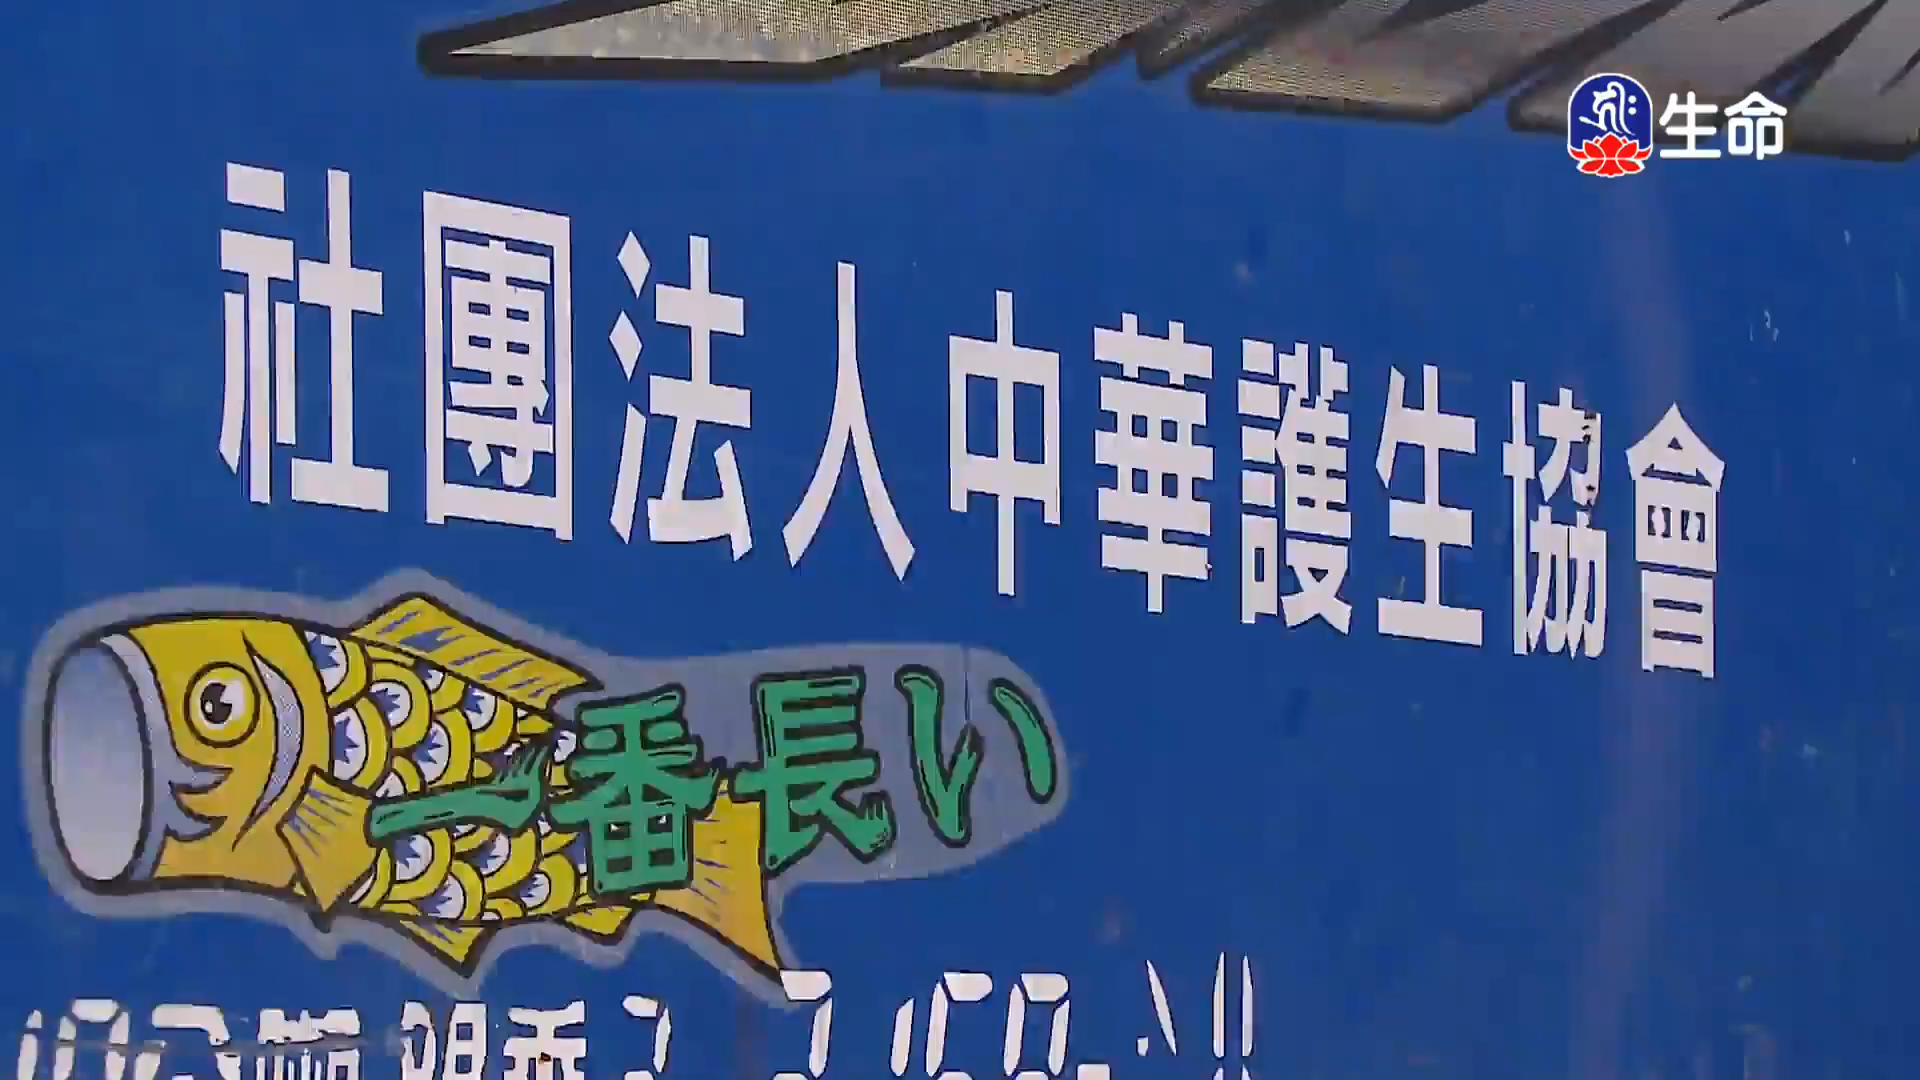 生命
社團法人中華護生協會
一番長い